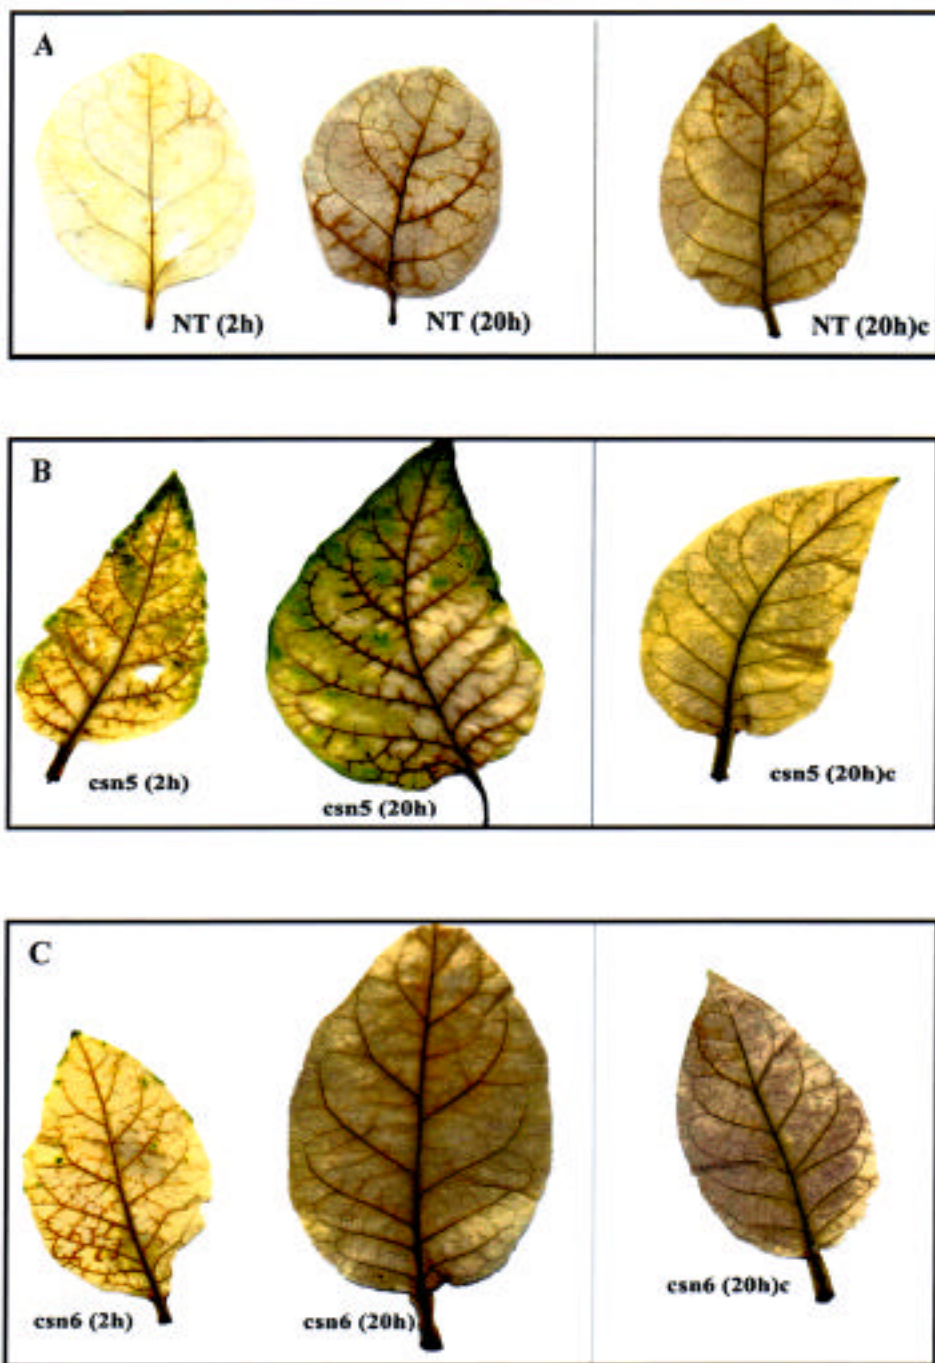 A
NT (2h)
NT (20h)
NT (20h)c
B
csn5 (2h)
csn5 (20h)
csn5 (20h)c
C
csn6 (2h)
csn6 (20h)
csn6 (20h)c